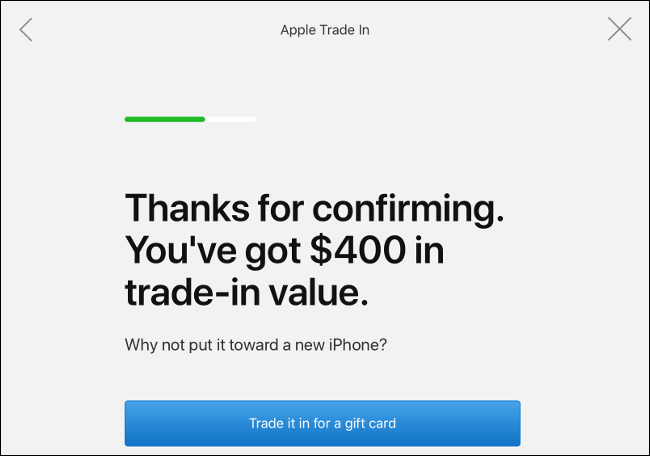 Apple Trade In
Thanks for confirming.
You've got $400 in
trade-in value.
Why not put it toward a new iPhone?
Trade it in for a gift card